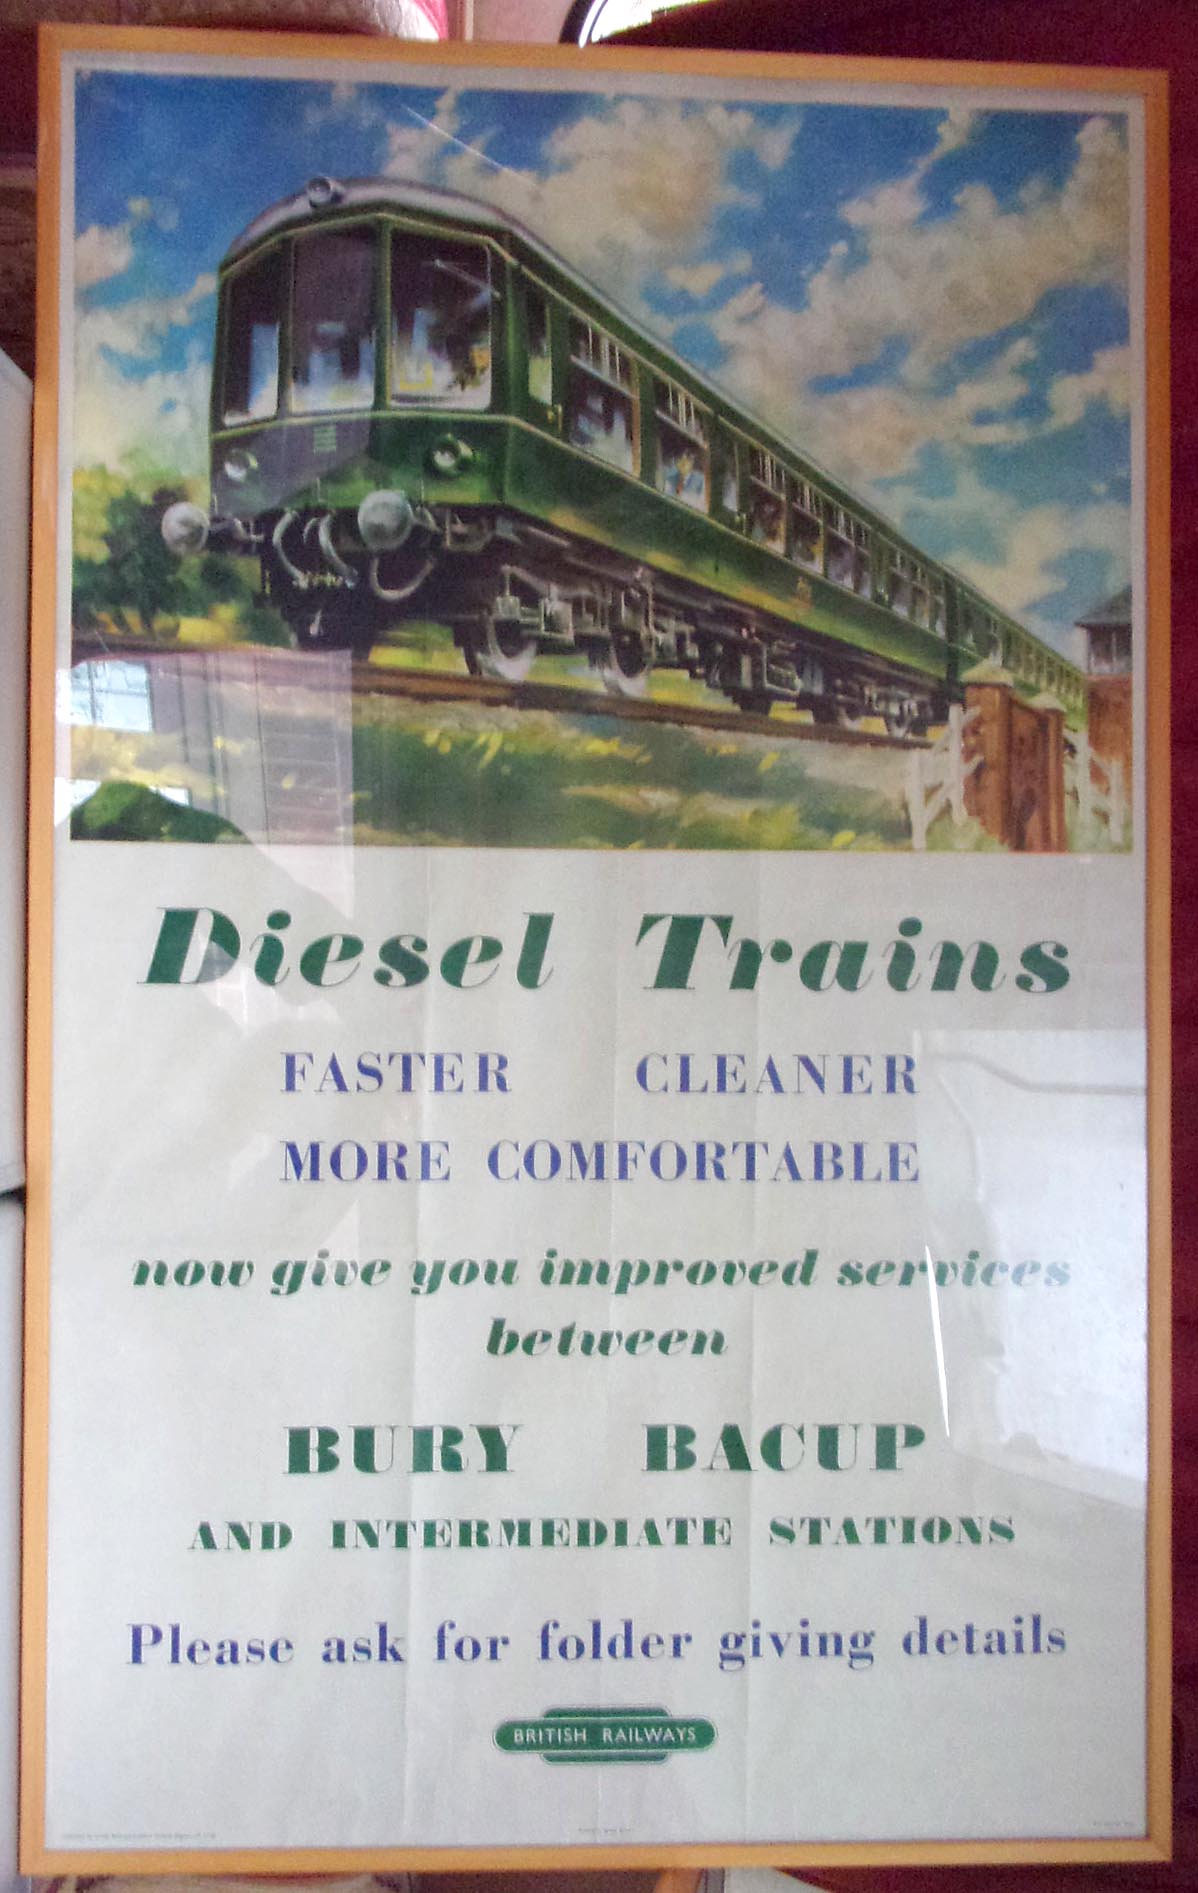 Diesel Trains
FASTER CLEANER
MORE COMFORTABLE
now give you improved services
between
BURY BACUP
AND INTERMEDIATE STATIONS
Please ask for folder giving details
BRITISH RAILWAYS